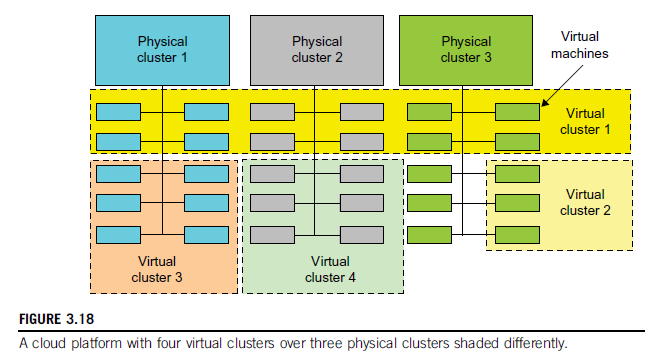 Physical
cluster 1
Physical
cluster 2
Physical
cluster 3
Virtual
machines
Virtual
cluster 1
Virtual
cluster 2
Virtual
cluster 3
Virtual
cluster 4
FIGURE 3.18
A cloud platform with four virtual clusters over three physical clusters shaded differently.